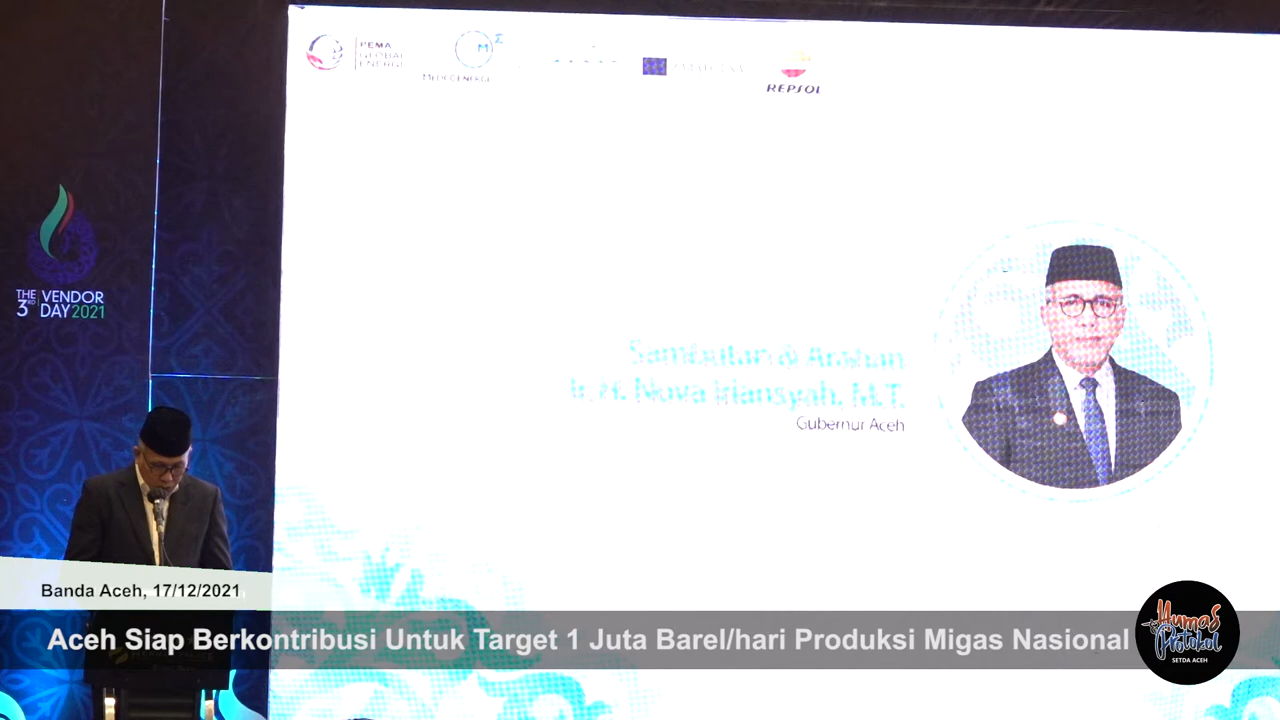 PEMA
GLOBAL
ENERGI
MEDCOENERGI
REPSOL
THE
3RD
VENDOR
DAY 2021
Sambutan & Arahan
Ir. H. Nova Iriansyah, M.T.
Gubernur Aceh
Banda Aceh, 17/12/2021
Aceh Siap Berkontribusi Untuk Target 1 Juta Barel/hari Produksi Migas Nasional
Humas
Protokol
SETDA ACEH